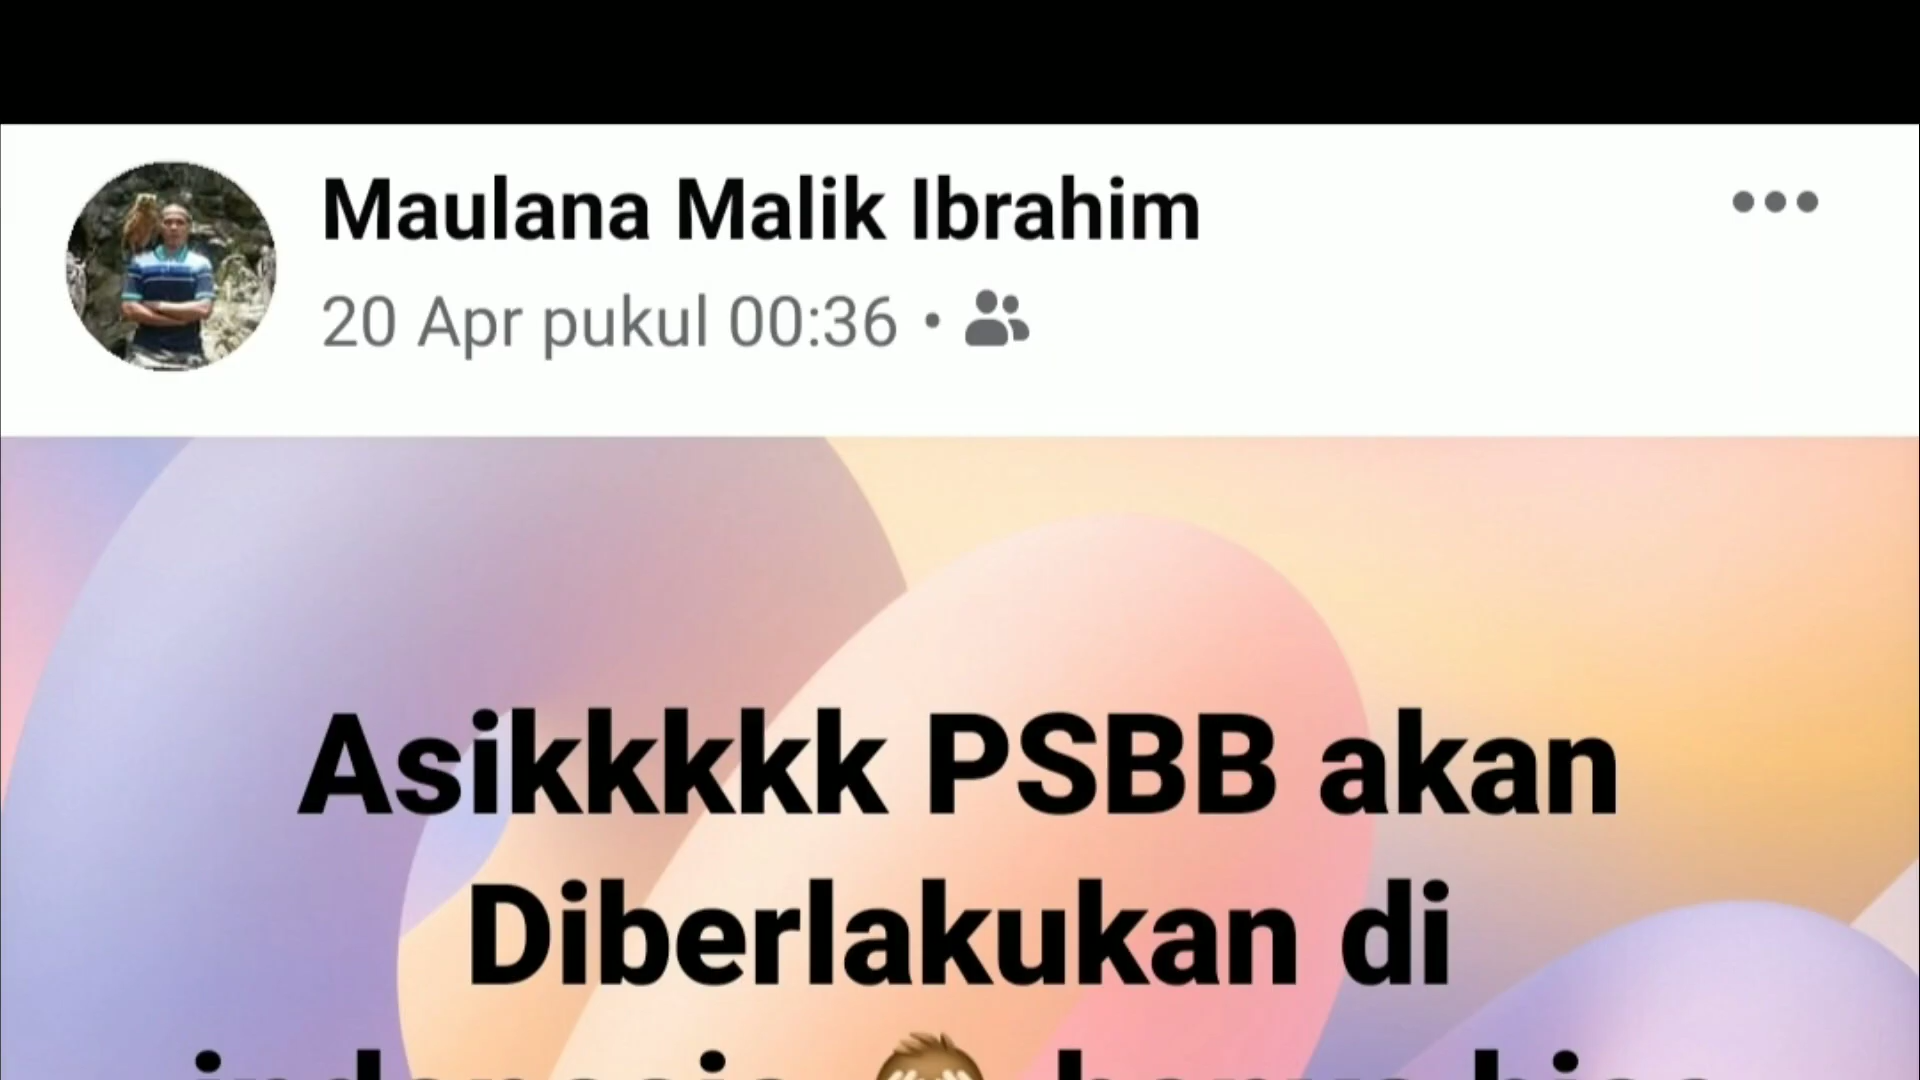 Maulana Malik Ibrahim
20 Apr pukul 00:36 •
Asikkkkk PSBB akan
Diberlakukan di